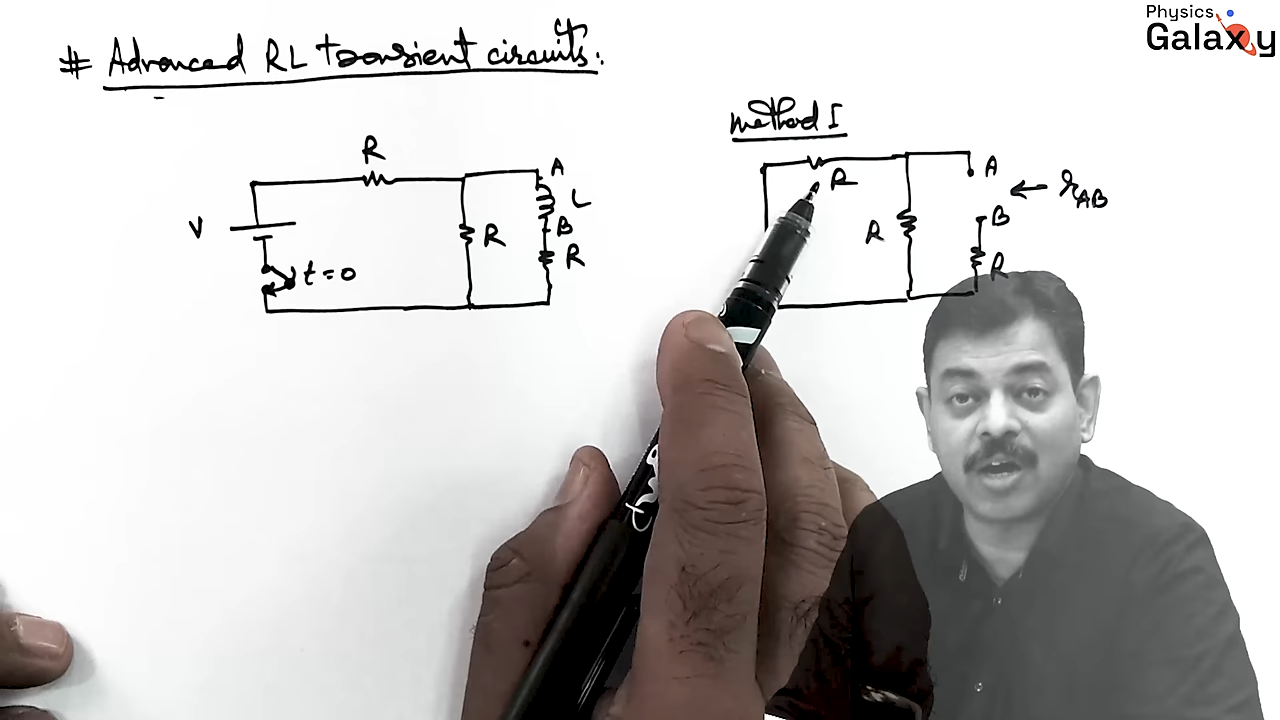 Physics
Galaxy
# Advanced RL transient circuits:
method I
R
A
L
B
R
R
V
t=0
R
A
r_AB
B
R
R